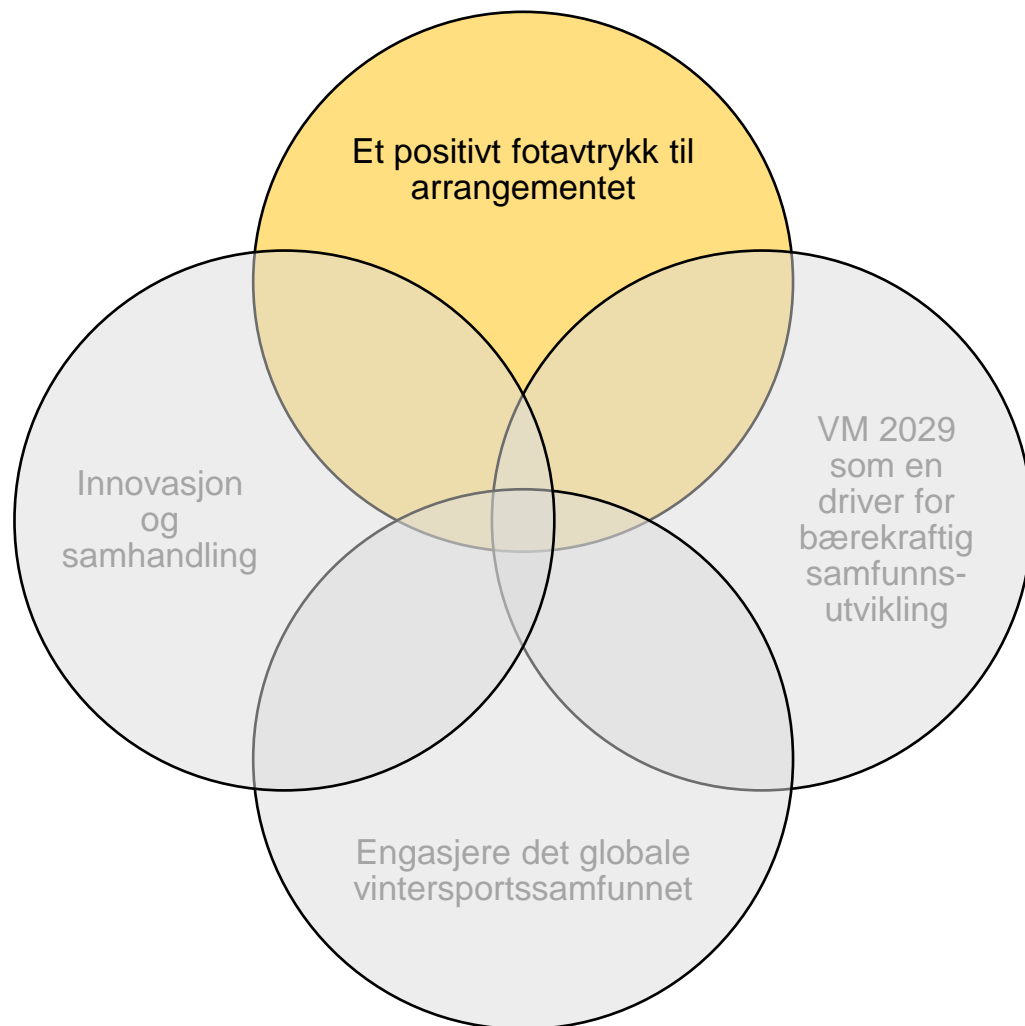 Et positivt fotavtrykk til
arrangementet
Innovasjon
og
samhandling
VM 2029
som en
driver for
bærekraftig
samfunns-
utvikling
Engasjere det globale
vintersportssamfunnet